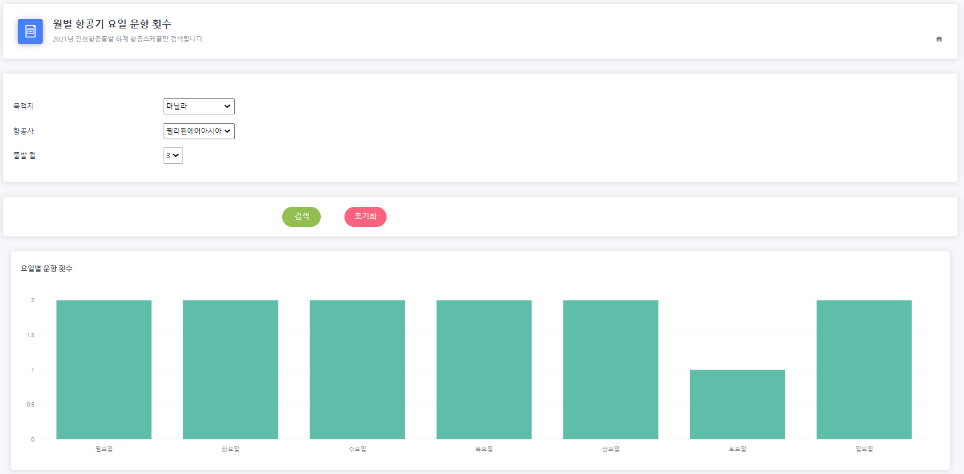 월별 항공기 요일 운항 횟수
2021년 인천항공출발 하계 항공스케줄만 검색됩니다.
목적지
마닐라
항공사
필리핀에어아시아
출발 월
3
검색
초기화
요일별 운항 횟수
2
1.5
1
0.5
0
월요일 화요일 수요일 목요일 금요일 토요일 일요일